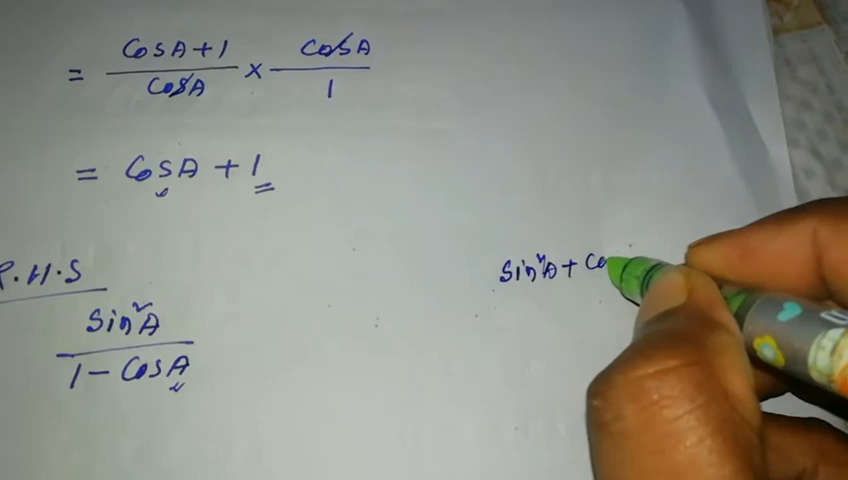 = CosA+1 / CosA × CosA / 1
= CosA + 1
R.H.S
Sin²A / 1 - CosA
Sin²A + Co